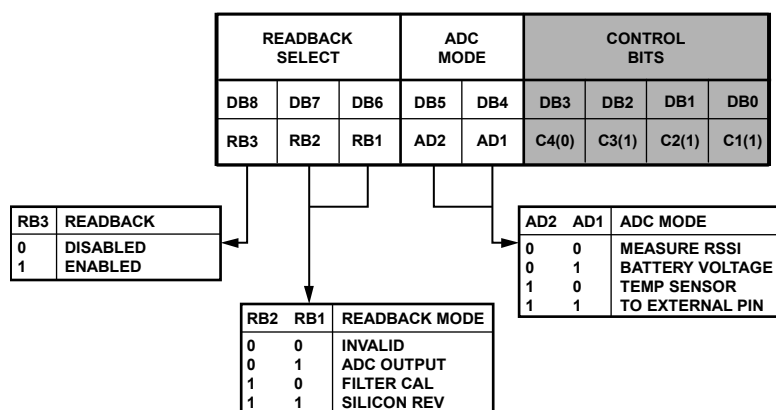 READBACK SELECT ADC MODE CONTROL BITS
DB8 DB7 DB6 DB5 DB4 DB3 DB2 DB1 DB0
RB3 RB2 RB1 AD2 AD1 C4(0) C3(1) C2(1) C1(1)
RB3 READBACK
0 DISABLED
1 ENABLED
RB2 RB1 READBACK MODE
0 0 INVALID
0 1 ADC OUTPUT
1 0 FILTER CAL
1 1 SILICON REV
AD2 AD1 ADC MODE
0 0 MEASURE RSSI
0 1 BATTERY VOLTAGE
1 0 TEMP SENSOR
1 1 TO EXTERNAL PIN